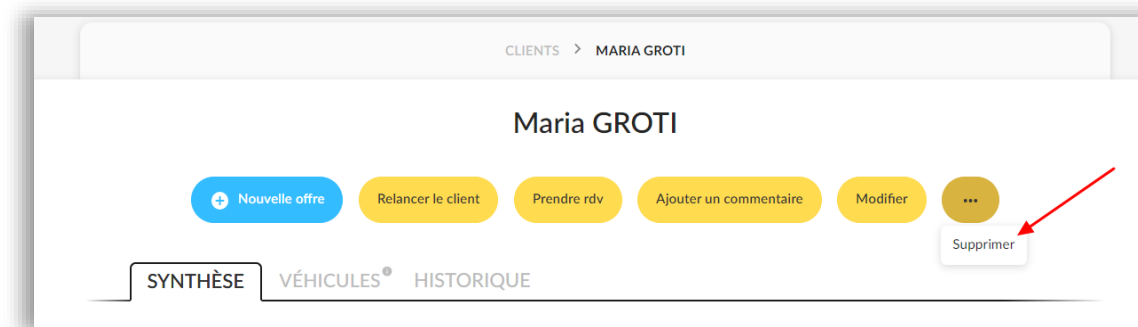 CLIENTS > MARIA GROTI
Maria GROTI
Nouvelle offre Relancer le client Prendre rdv Ajouter un commentaire Modifier ...
Supprimer
SYNTHÈSE VÉHICULES HISTORIQUE